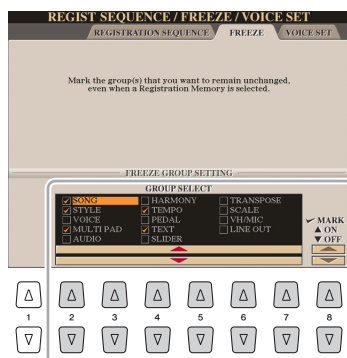 REGIST SEQUENCE / FREEZE / VOICE SET
REGISTRATION SEQUENCE FREEZE VOICE SET
Mark the group(s) that you want to remain unchanged,
even when a Registration Memory is selected.
FREEZE GROUP SETTING
GROUP SELECT
SONG HARMONY TRANSPOSE
STYLE TEMPO SCALE
VOICE PEDAL VH/MIC
MULTI PAD TEXT LINE OUT
AUDIO SLIDER
MARK
▲ ON
▼ OFF
1 2 3 4 5 6 7 8